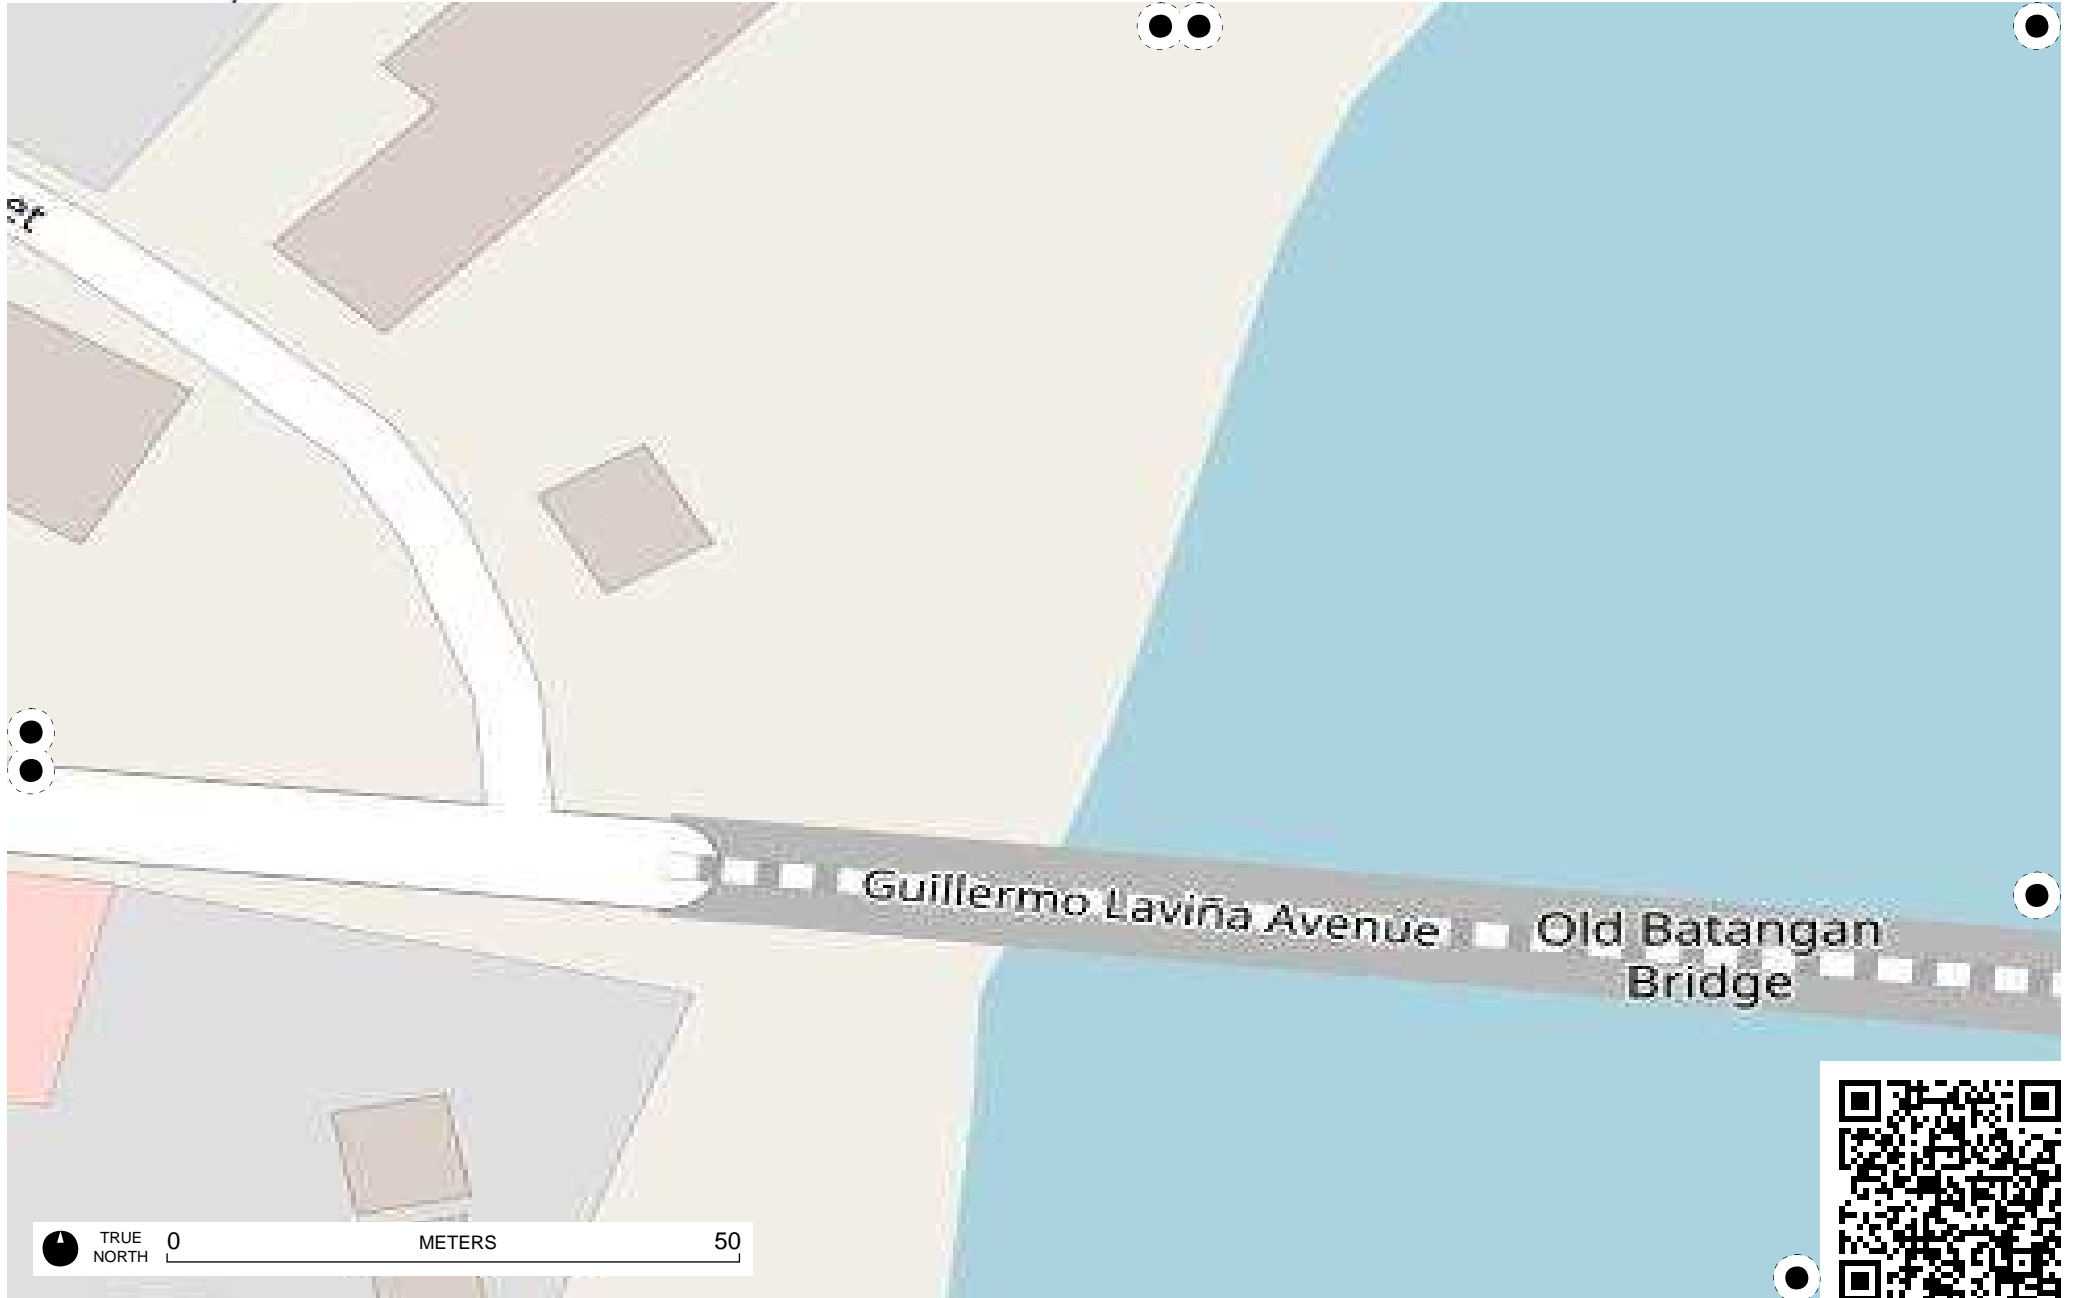 Guillermo Laviña Avenue
Old Batangan
Bridge
TRUE
NORTH
0
METERS
50